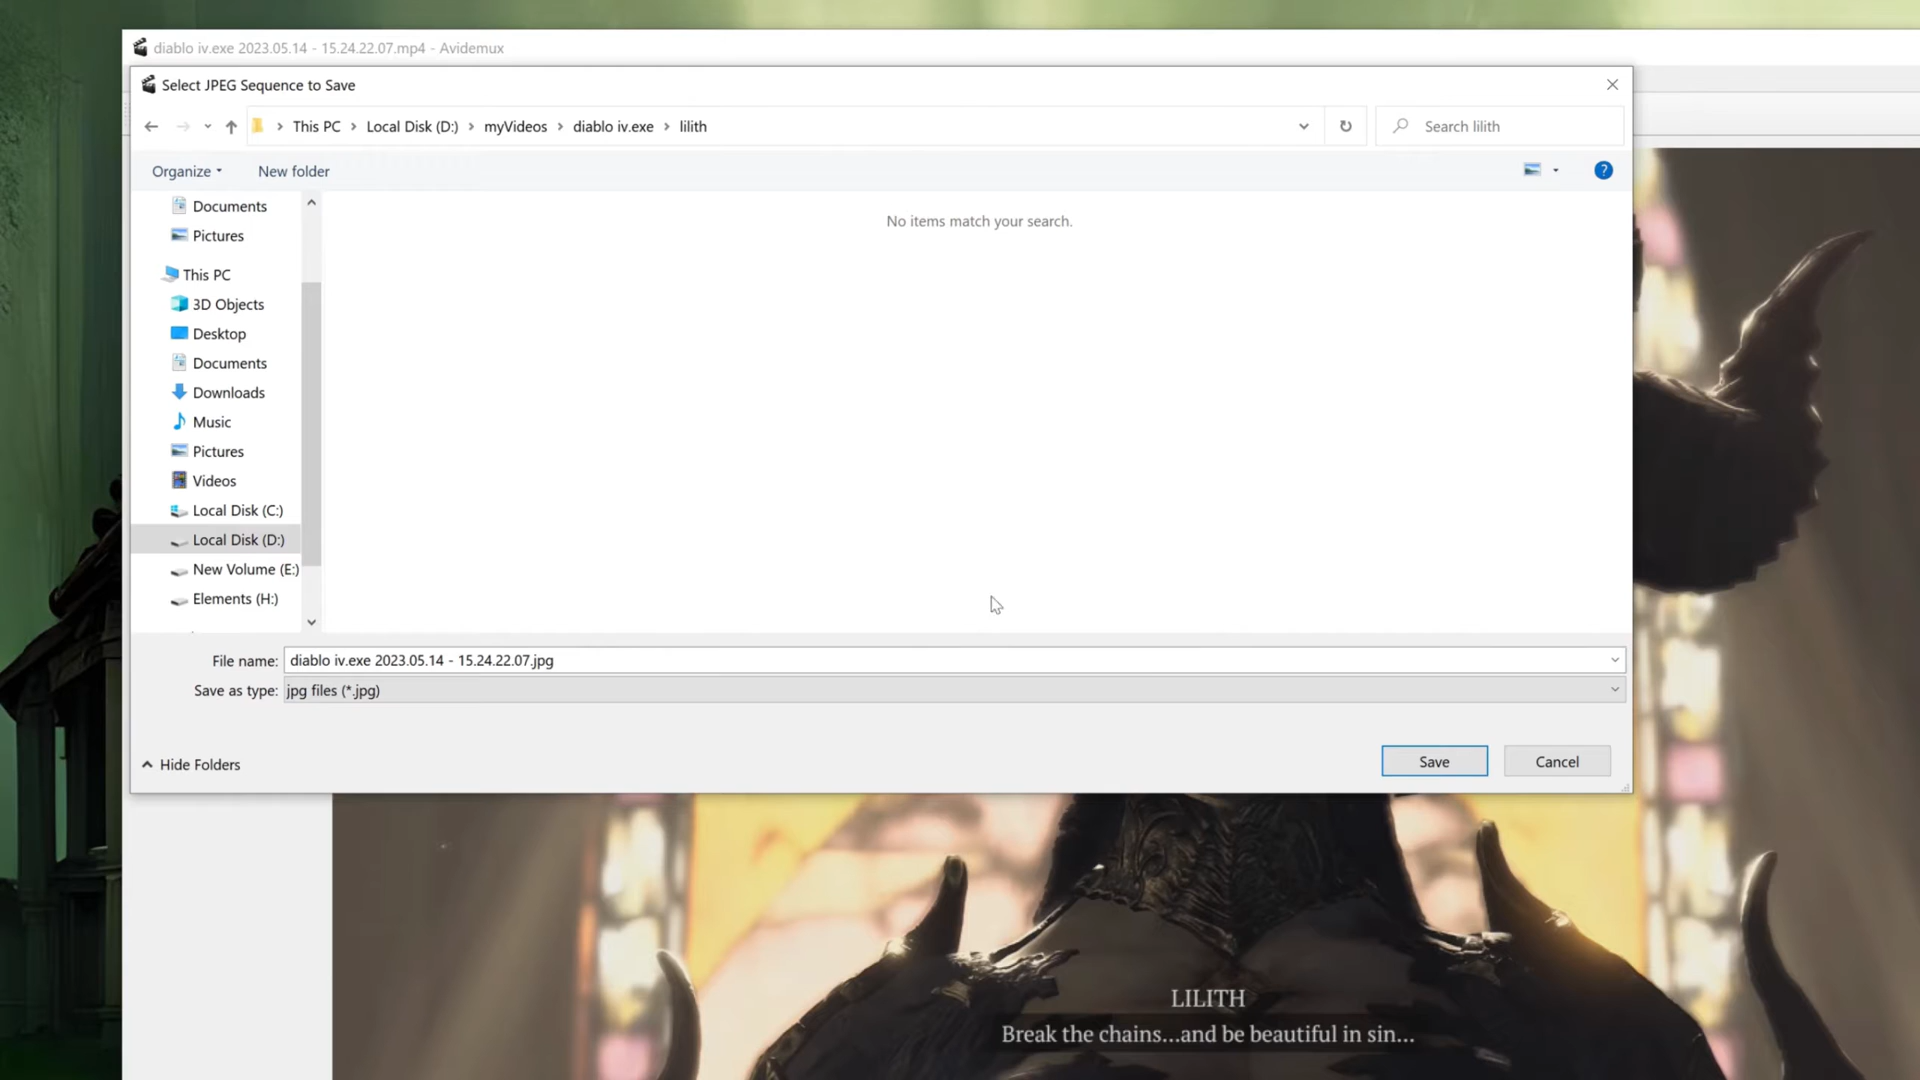 diablo iv.exe 2023.05.14 - 15.24.22.07.mp4 - Avidemux
Select JPEG Sequence to Save
This PC > Local Disk (D:) > myVideos > diablo iv.exe > lilith
Search lilith
Organize
New folder
?
Documents
Pictures
This PC
3D Objects
Desktop
Documents
Downloads
Music
Pictures
Videos
Local Disk (C:)
Local Disk (D:)
New Volume (E:)
Elements (H:)
No items match your search.
File name: diablo iv.exe 2023.05.14 - 15.24.22.07.jpg
Save as type: jpg files (*.jpg)
Hide Folders
Save
Cancel
LILITH
Break the chains...and be beautiful in sin...